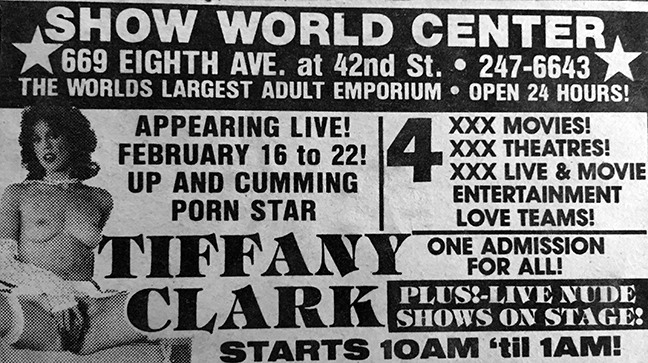 SHOW WORLD CENTER
669 EIGHTH AVE. at 42nd St. • 247-6643
THE WORLDS LARGEST ADULT EMPORIUM • OPEN 24 HOURS!
APPEARING LIVE!
FEBRUARY 16 to 22!
UP AND CUMMING
PORN STAR
TIFFANY
CLARK
4 XXX MOVIES!
XXX THEATRES!
XXX LIVE & MOVIE
ENTERTAINMENT
LOVE TEAMS!
ONE ADMISSION
FOR ALL!
PLUS!-LIVE NUDE
SHOWS ON STAGE!
STARTS 10AM 'til 1AM!